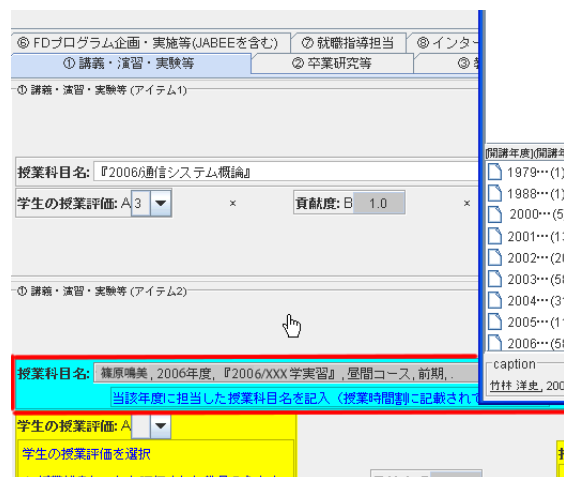 ⑥ FDプログラム企画・実施等(JABEEを含む)
⑦ 就職指導担当
⑧ インター
① 講義・演習・実験等
② 卒業研究等
③
① 講義・演習・実験等 (アイテム1)
授業科目名: 『2006/通信システム概論』
学生の授業評価: A 3 × 貢献度: B 1.0 ×
① 講義・演習・実験等 (アイテム2)
授業科目名: 篠原鳴美, 2006年度, 『2006/XXX学実習』, 昼間コース, 前期, .
当該年度に担当した授業科目名を記入（授業時間割に記載されて
学生の授業評価: A
学生の授業評価を選択
[開講年度](開講年
1979…(1)
1988…(1)
2000…(5
2001…(13
2002…(20
2003…(58
2004…(31
2005…(11
2006…(58
caption
竹林 洋史, 200